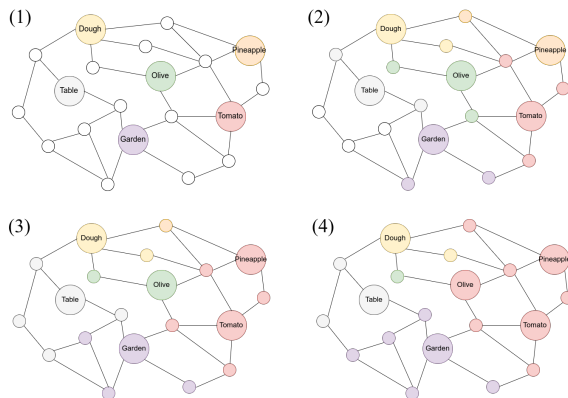 (1)
Dough
Pineapple
Olive
Table
Tomato
Garden
(2)
Dough
Pineapple
Olive
Table
Tomato
Garden
(3)
Dough
Pineapple
Olive
Table
Tomato
Garden
(4)
Dough
Pineapple
Olive
Table
Tomato
Garden